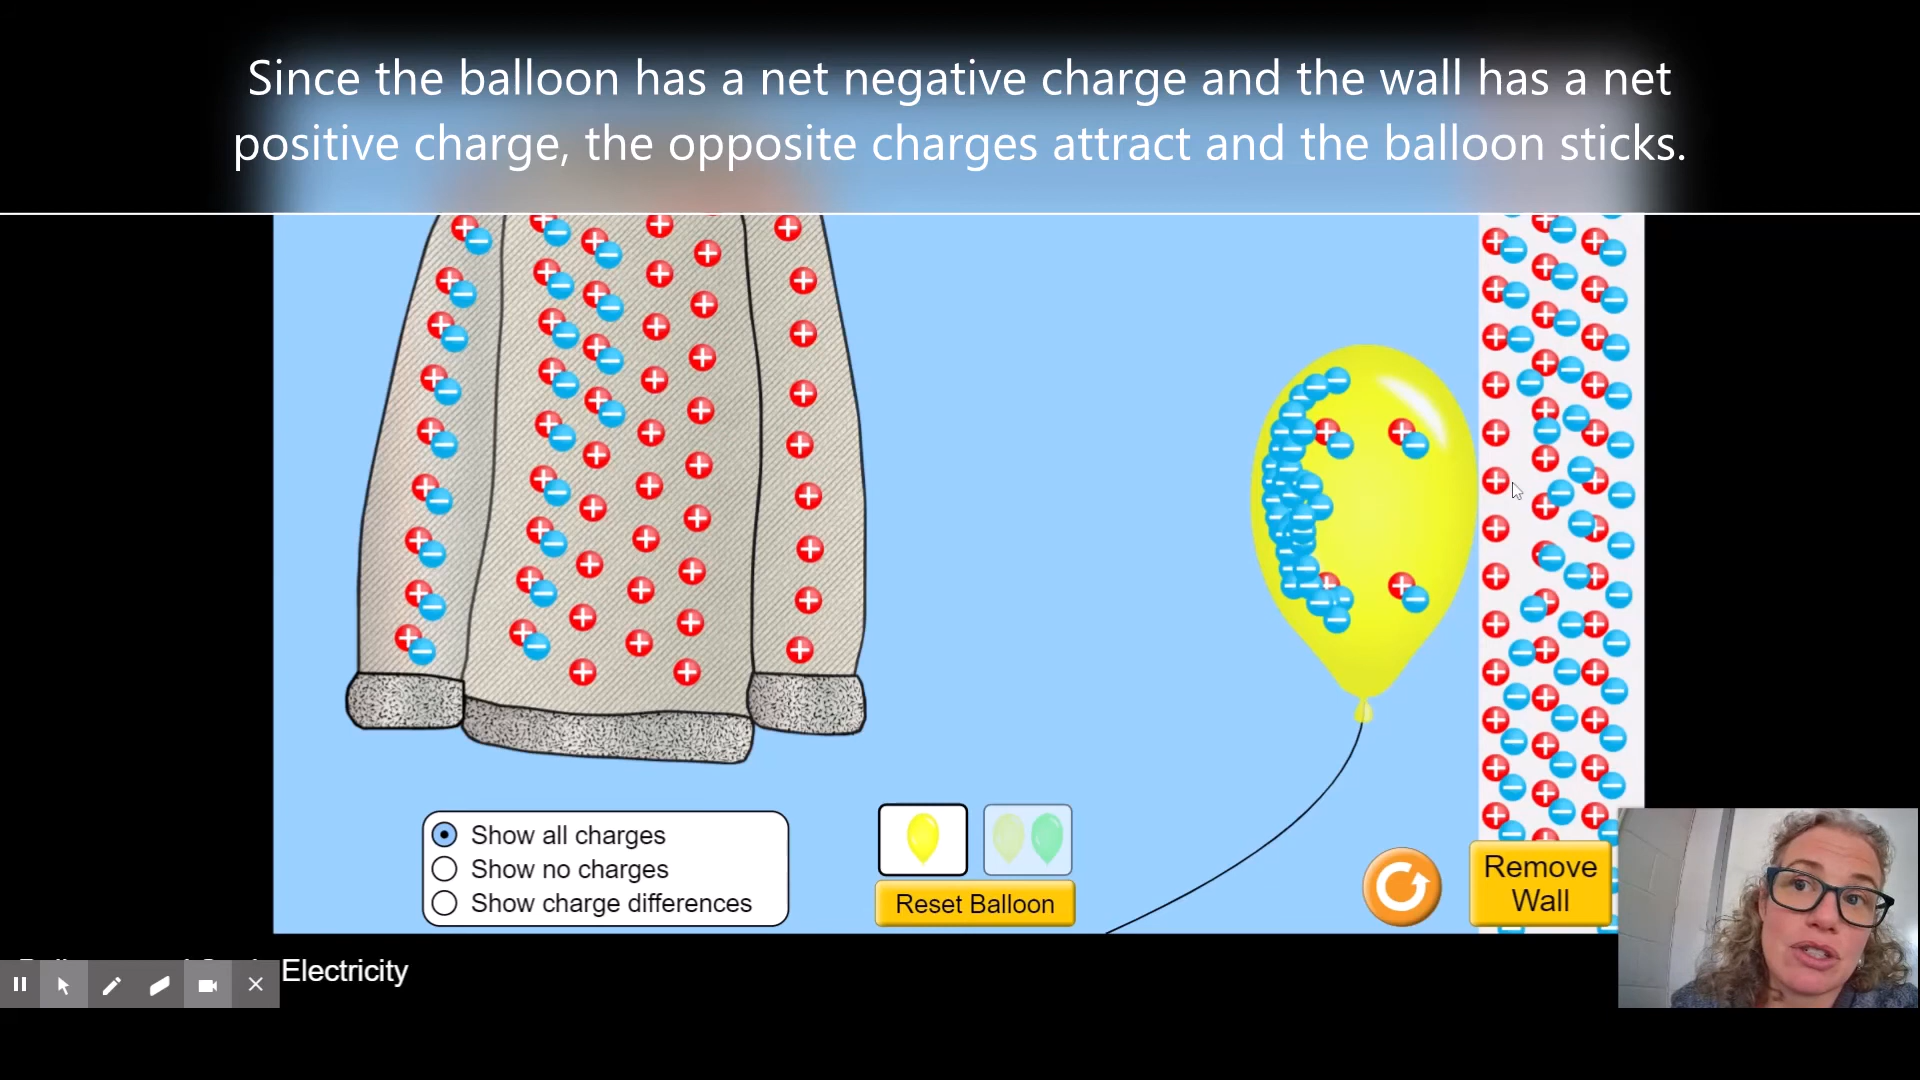 Since the balloon has a net negative charge and the wall has a net
positive charge, the opposite charges attract and the balloon sticks.
Show all charges
Show no charges
Show charge differences
Reset Balloon
Remove
Wall
Electricity